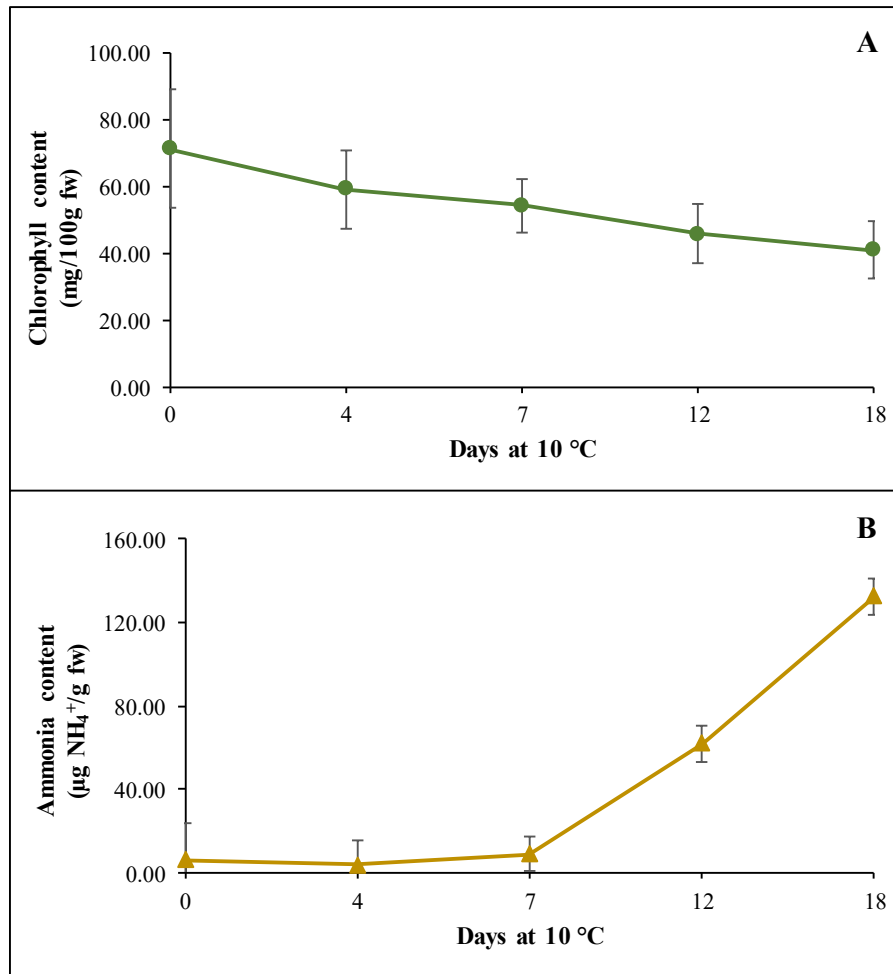 A
100.00
80.00
60.00
40.00
20.00
0.00
Chlorophyll content
(mg/100g fw)
0 4 7 12 18
Days at 10 °C
B
160.00
120.00
80.00
40.00
0.00
Ammonia content
(µg NH₄⁺/g fw)
0 4 7 12 18
Days at 10 °C